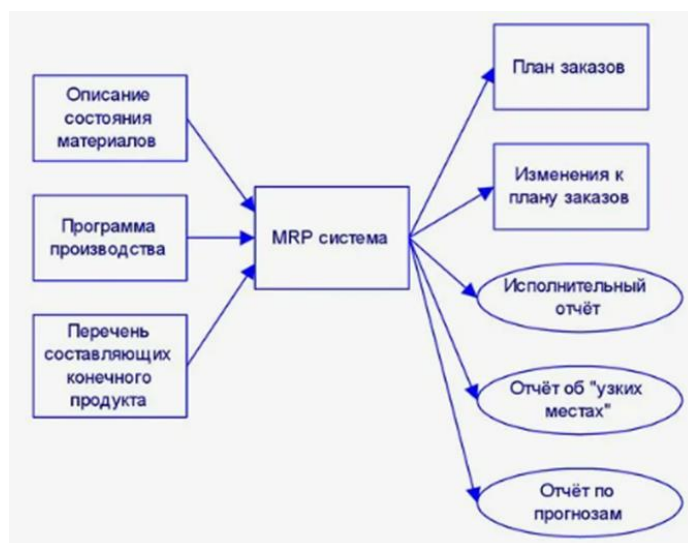 Описание
состояния
материалов
Программа
производства
Перечень
составляющих
конечного
продукта
MRP система
План заказов
Изменения к
плану заказов
Исполнительный
отчёт
Отчёт об "узких
местах"
Отчёт по
прогнозам